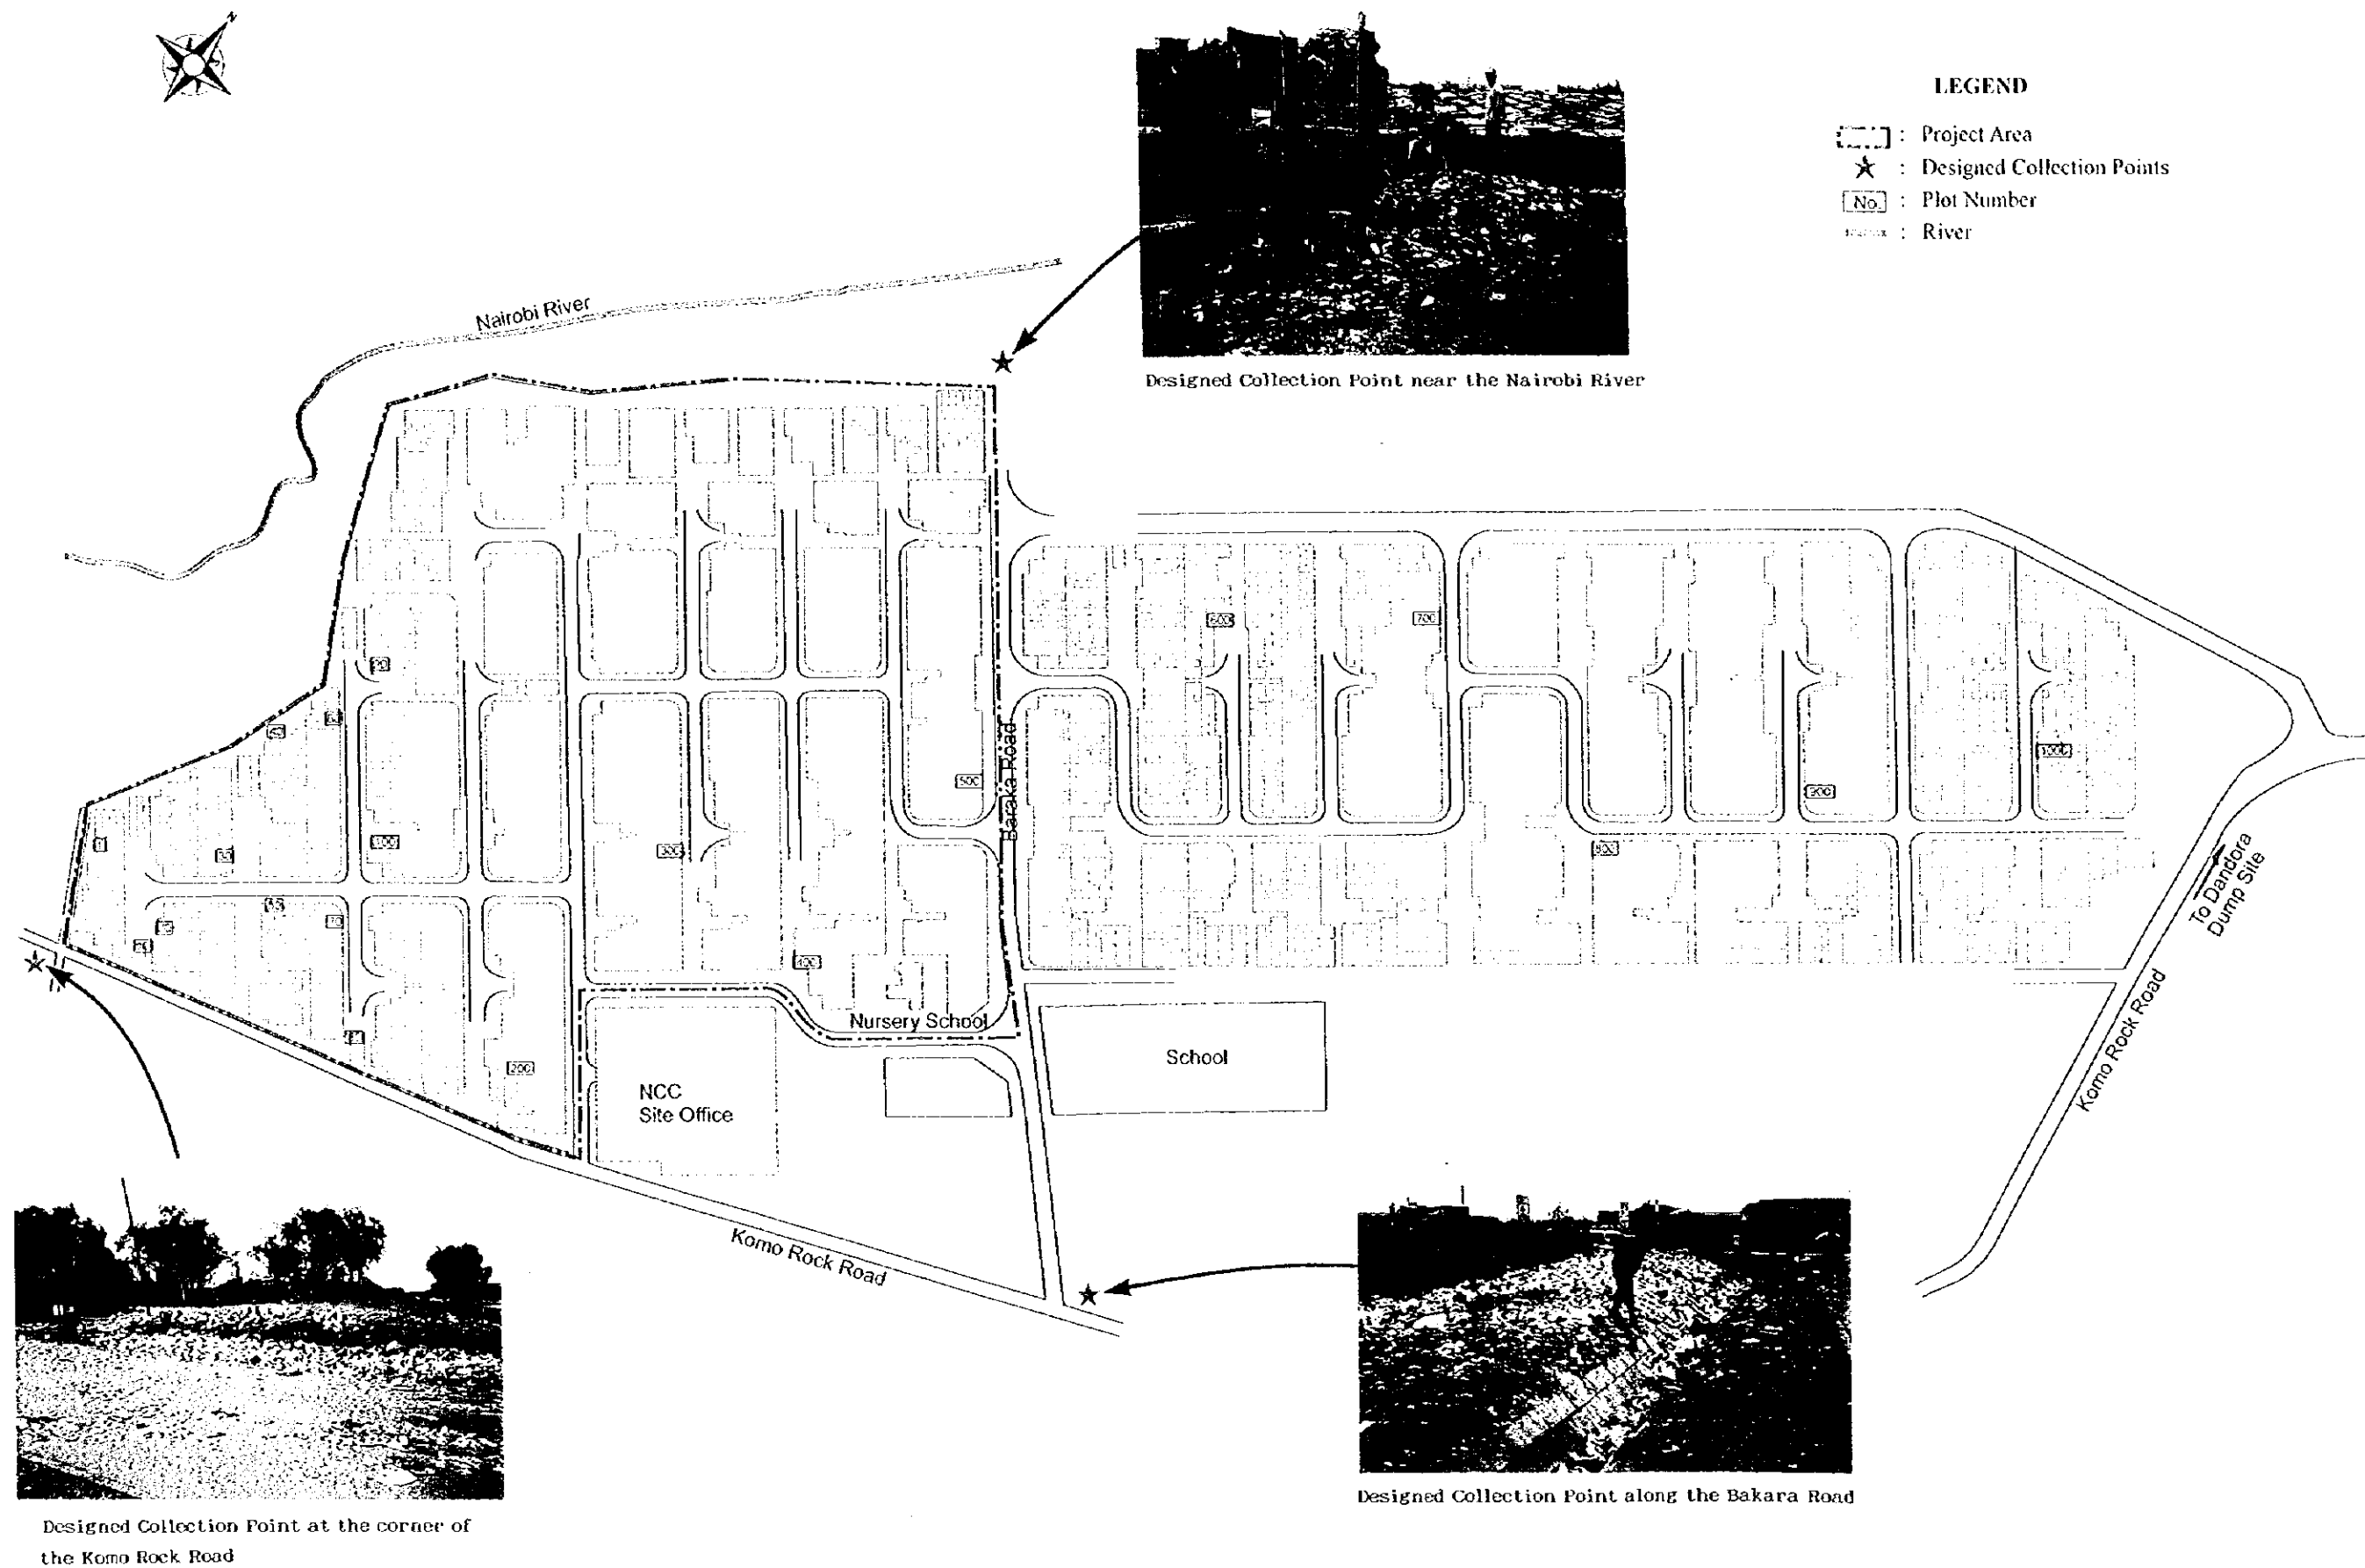 N
LEGEND
: Project Area
: Designed Collection Points
No. : Plot Number
: River
Nairobi River
Designed Collection Point near the Nairobi River
600
700
500
Baraka Road
1000
900
1
100
300
800
To Dandora
Dump Site
400
Nursery School
School
200
NCC
Site Office
Komo Rock Road
Komo Rock Road
Designed Collection Point along the Bakara Road
Designed Collection Point at the corner of
the Komo Rock Road